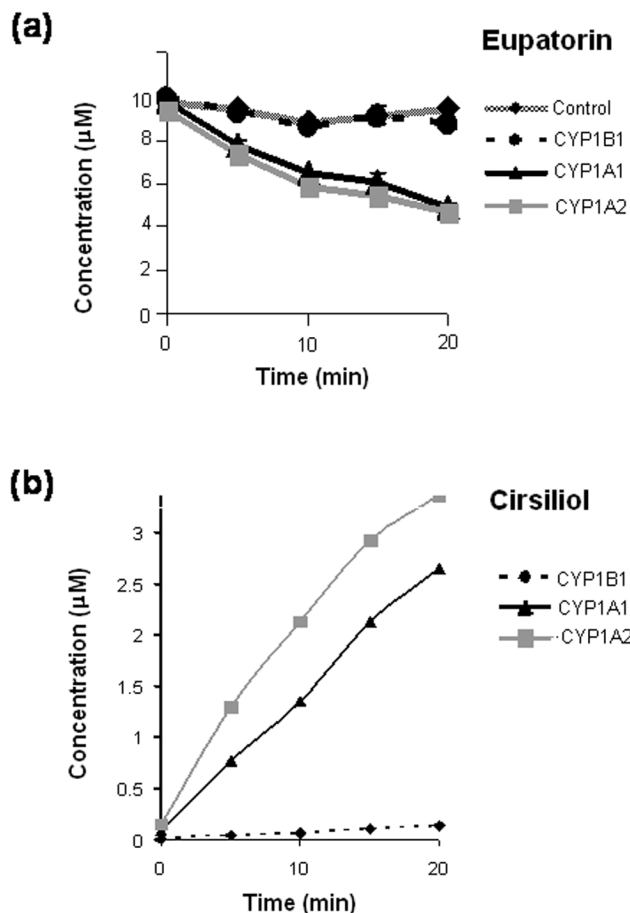 (a)
Eupatorin
Concentration (µM)
10
8
6
4
2
0
0
10
20
Time (min)
Control
CYP1B1
CYP1A1
CYP1A2
(b)
Cirsiliol
Concentration (µM)
3
2.5
2
1.5
1
0.5
0
0
10
20
Time (min)
CYP1B1
CYP1A1
CYP1A2